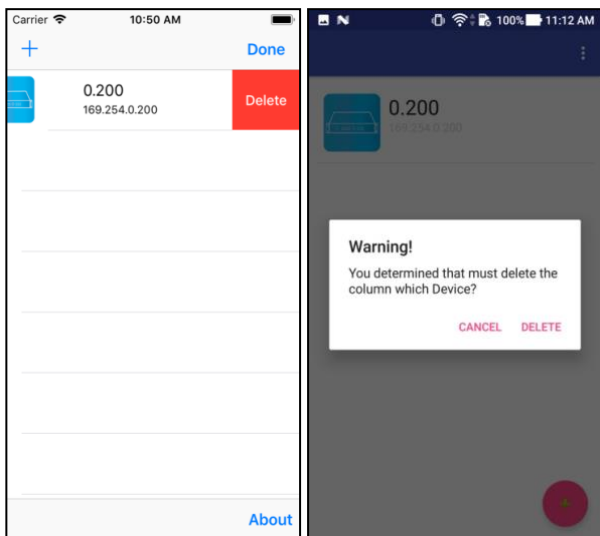 Carrier 10:50 AM
+ Done
0.200
169.254.0.200
Delete
About
N 100% 11:12 AM
0.200
169.254.0.200
Warning!
You determined that must delete the
column which Device?
CANCEL DELETE